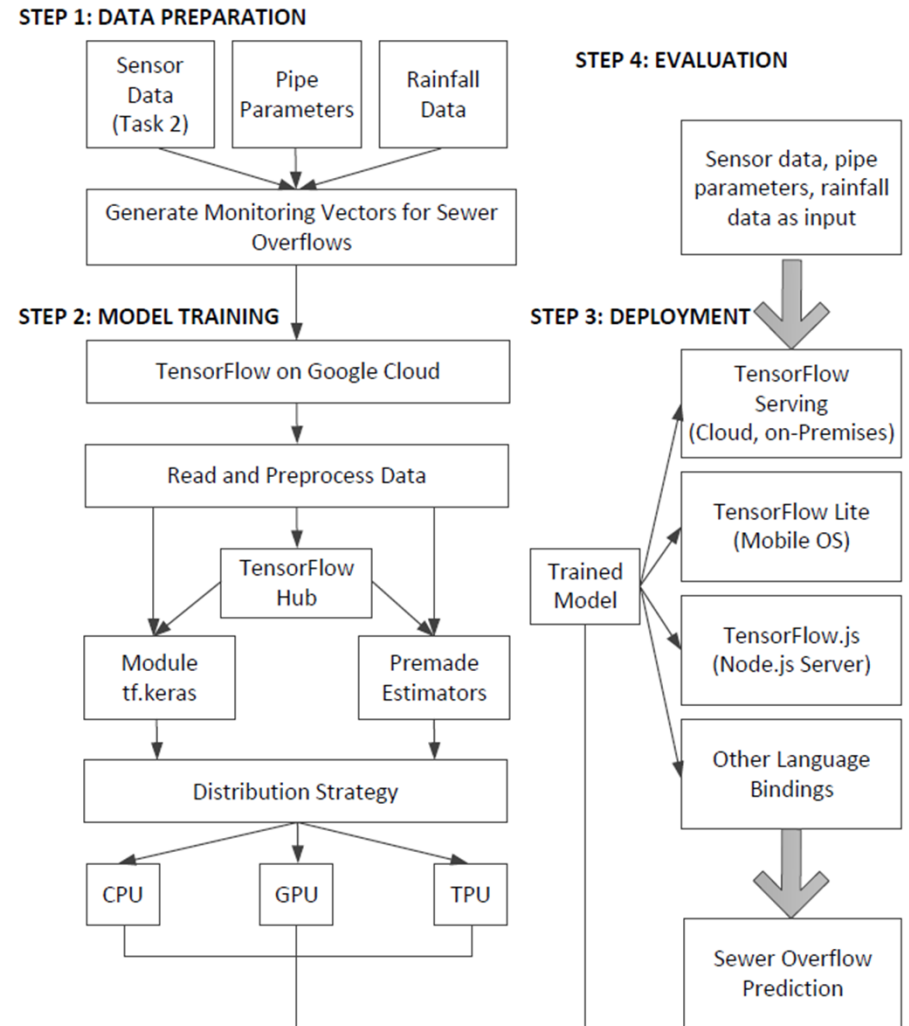 STEP 1: DATA PREPARATION
Sensor
Data
(Task 2)
Pipe
Parameters
Rainfall
Data
Generate Monitoring Vectors for Sewer
Overflows
STEP 2: MODEL TRAINING
TensorFlow on Google Cloud
Read and Preprocess Data
TensorFlow
Hub
Module
tf.keras
Premade
Estimators
Distribution Strategy
CPU
GPU
TPU
STEP 4: EVALUATION
Sensor data, pipe
parameters, rainfall
data as input
STEP 3: DEPLOYMENT
Trained
Model
TensorFlow
Serving
(Cloud, on-Premises)
TensorFlow Lite
(Mobile OS)
TensorFlow.js
(Node.js Server)
Other Language
Bindings
Sewer Overflow
Prediction